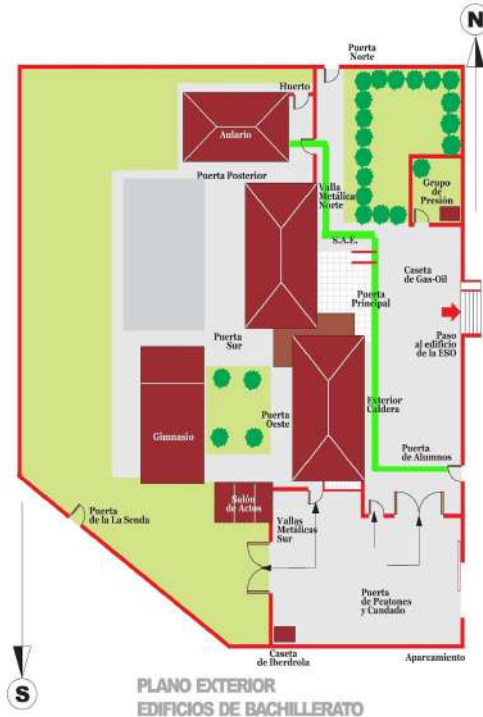 N
Puerta
Norte
Huerto
Aulario
Puerta Posterior
Valla
Metálica
Norte
Grupo
de
Presión
S.A.E.
Caseta
de Gas-Oil
Puerta
Principal
Paso
al edificio
de la ESO
Puerta
Sur
Puerta
Oeste
Exterior
Caldera
Gimnasio
Puerta
de Alumnos
Salón
de Actos
Puerta
de la La Senda
Vallas
Metálicas
Sur
Puerta
de Peatones
y Candado
Caseta
de Iberdrola
Aparcamiento
S
PLANO EXTERIOR
EDIFICIOS DE BACHILLERATO